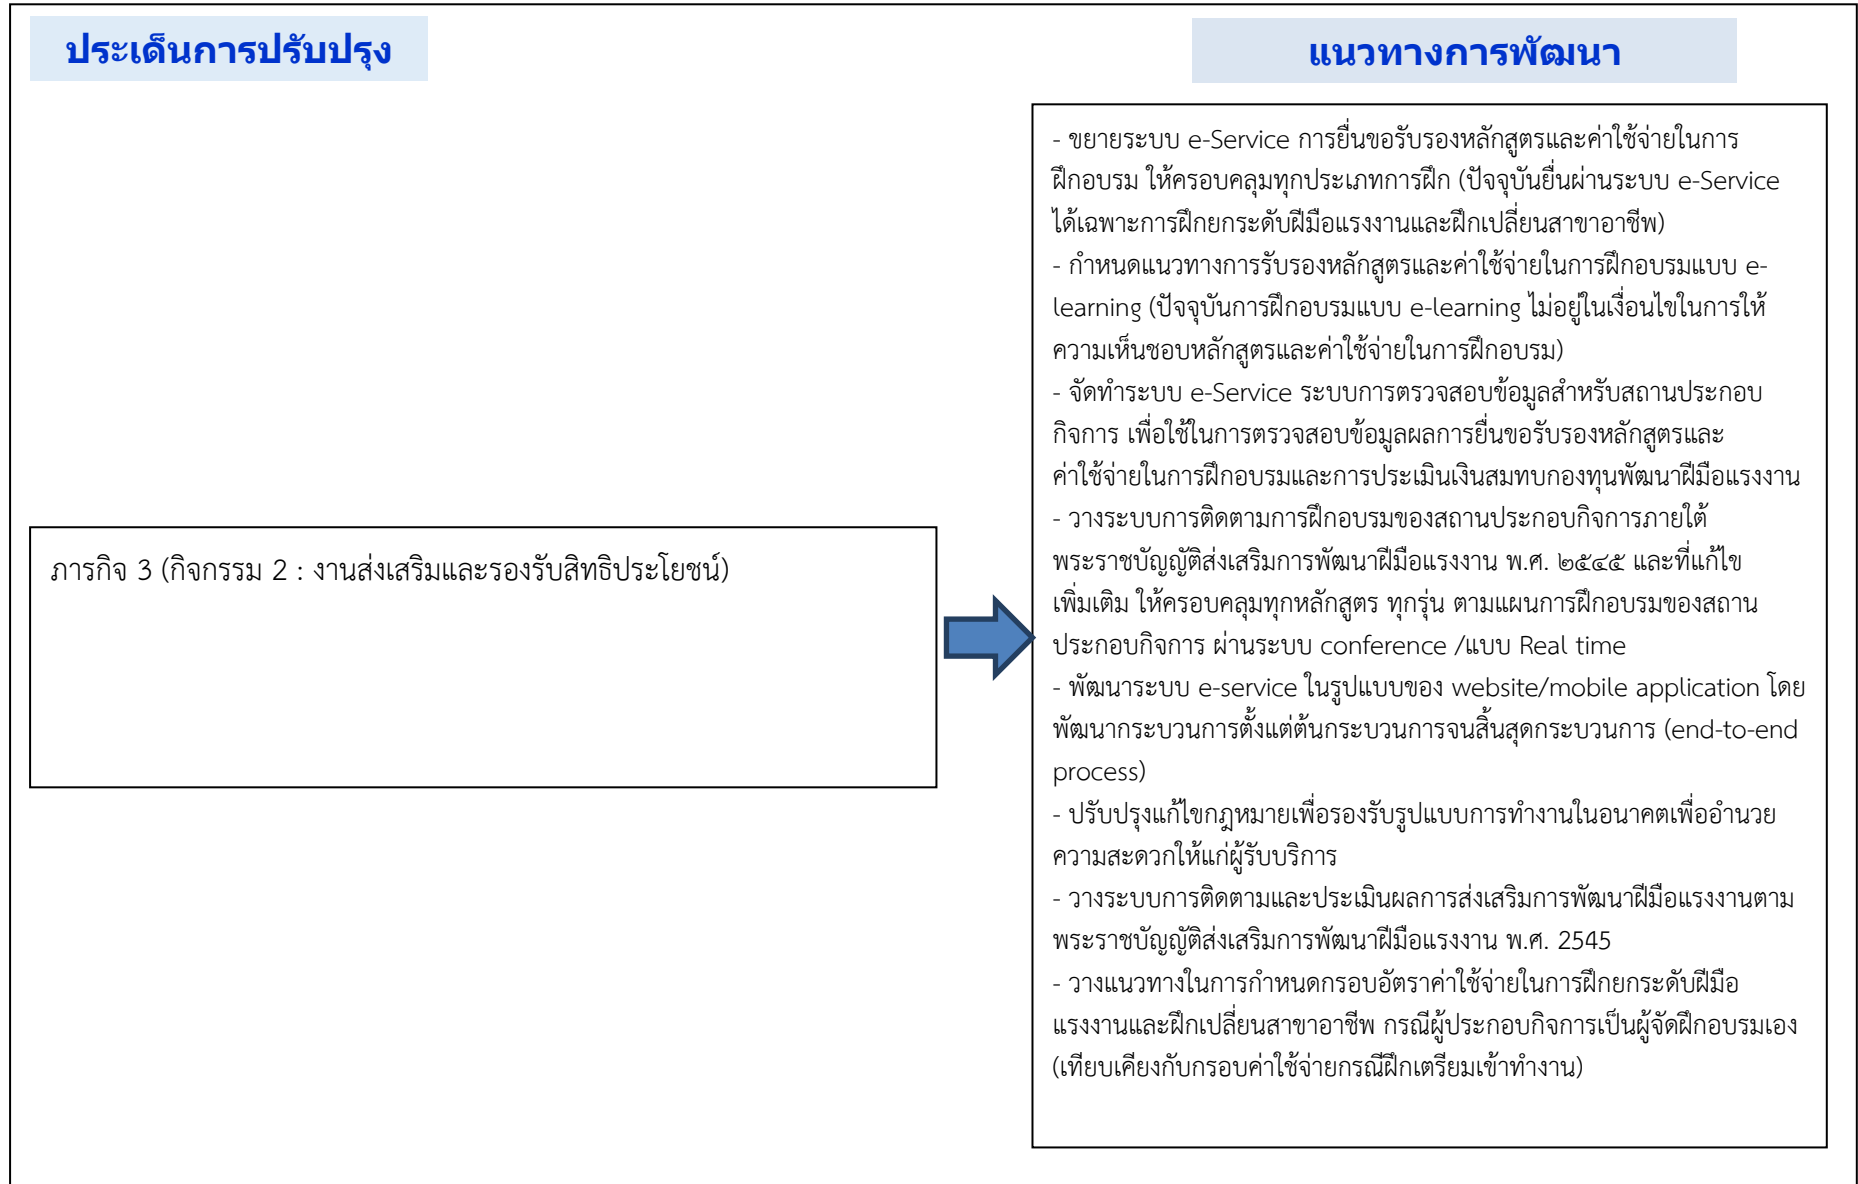 ประเด็นการปรับปรุง
แนวทางการพัฒนา
ภารกิจ 3 (กิจกรรม 2 : งานส่งเสริมและรองรับสิทธิประโยชน์)
- ขยายระบบ e-Service การยื่นขอรับรองหลักสูตรและค่าใช้จ่ายในการ
ฝึกอบรม ให้ครอบคลุมทุกประเภทการฝึก (ปัจจุบันยื่นผ่านระบบ e-Service
ได้เฉพาะการฝึกยกระดับฝีมือแรงงานและฝึกเปลี่ยนสาขาอาชีพ)
- กำหนดแนวทางการรับรองหลักสูตรและค่าใช้จ่ายในการฝึกอบรมแบบ e-
learning (ปัจจุบันการฝึกอบรมแบบ e-learning ไม่อยู่ในเงื่อนไขในการให้
ความเห็นชอบหลักสูตรและค่าใช้จ่ายในการฝึกอบรม)
- จัดทำระบบ e-Service ระบบการตรวจสอบข้อมูลสำหรับสถานประกอบ
กิจการ เพื่อใช้ในการตรวจสอบข้อมูลผลการยื่นขอรับรองหลักสูตรและ
ค่าใช้จ่ายในการฝึกอบรมและการประเมินเงินสมทบกองทุนพัฒนาฝีมือแรงงาน
- วางระบบการติดตามการฝึกอบรมของสถานประกอบกิจการภายใต้
พระราชบัญญัติส่งเสริมการพัฒนาฝีมือแรงงาน พ.ศ. ๒๕๔๕ และที่แก้ไข
เพิ่มเติม ให้ครอบคลุมทุกหลักสูตร ทุกรุ่น ตามแผนการฝึกอบรมของสถาน
ประกอบกิจการ ผ่านระบบ conference /แบบ Real time
- พัฒนาระบบ e-service ในรูปแบบของ website/mobile application โดย
พัฒนากระบวนการตั้งแต่ต้นกระบวนการจนสิ้นสุดกระบวนการ (end-to-end
process)
- ปรับปรุงแก้ไขกฎหมายเพื่อรองรับรูปแบบการทำงานในอนาคตเพื่ออำนวย
ความสะดวกให้แก่ผู้รับบริการ
- วางระบบการติดตามและประเมินผลการส่งเสริมการพัฒนาฝีมือแรงงานตาม
พระราชบัญญัติส่งเสริมการพัฒนาฝีมือแรงงาน พ.ศ. 2545
- วางแนวทางในการกำหนดกรอบอัตราค่าใช้จ่ายในการฝึกยกระดับฝีมือ
แรงงานและฝึกเปลี่ยนสาขาอาชีพ กรณีผู้ประกอบกิจการเป็นผู้จัดฝึกอบรมเอง
(เทียบเคียงกับกรอบค่าใช้จ่ายกรณีฝึกเตรียมเข้าทำงาน)